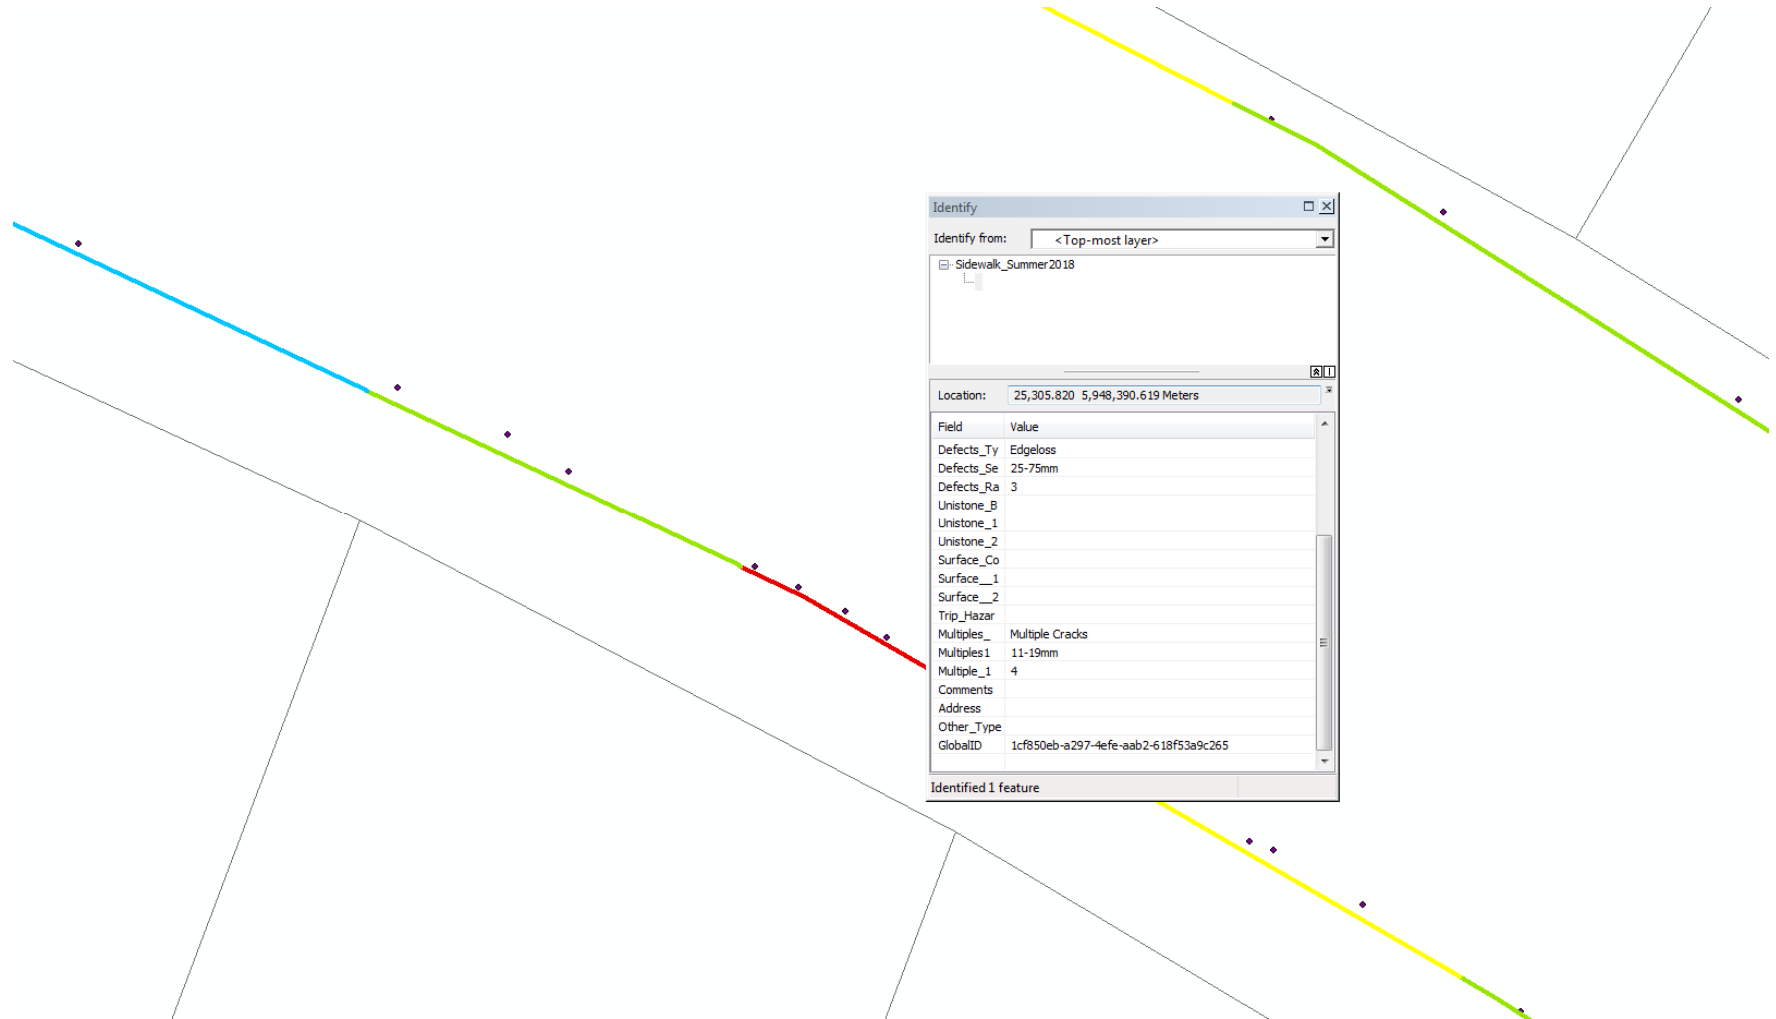 Identify
Identify from: <Top-most layer>
Sidewalk_Summer2018
Location: 25,305.820 5,948,390.619 Meters
Field Value
Defects_Ty Edgeloss
Defects_Se 25-75mm
Defects_Ra 3
Unistone_B
Unistone_1
Unistone_2
Surface_Co
Surface__1
Surface__2
Trip_Hazar
Multiples_ Multiple Cracks
Multiples1 11-19mm
Multiple_1 4
Comments
Address
Other_Type
GlobalID 1cf850eb-a297-4efe-aab2-618f53a9c265
Identified 1 feature